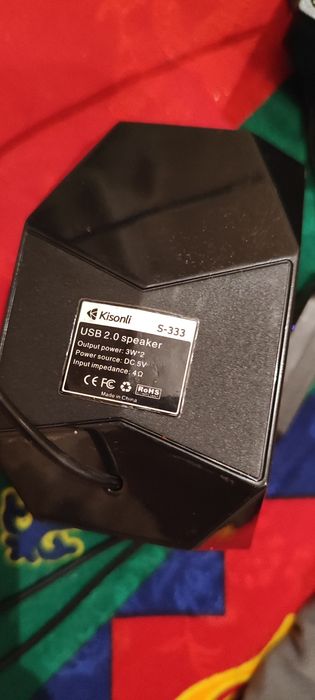 Kisonli S-333
USB 2.0 speaker
Output power: 3W*2
Power source: DC 5V
Input impedance: 4Ω
CE FC RoHS
Made in China